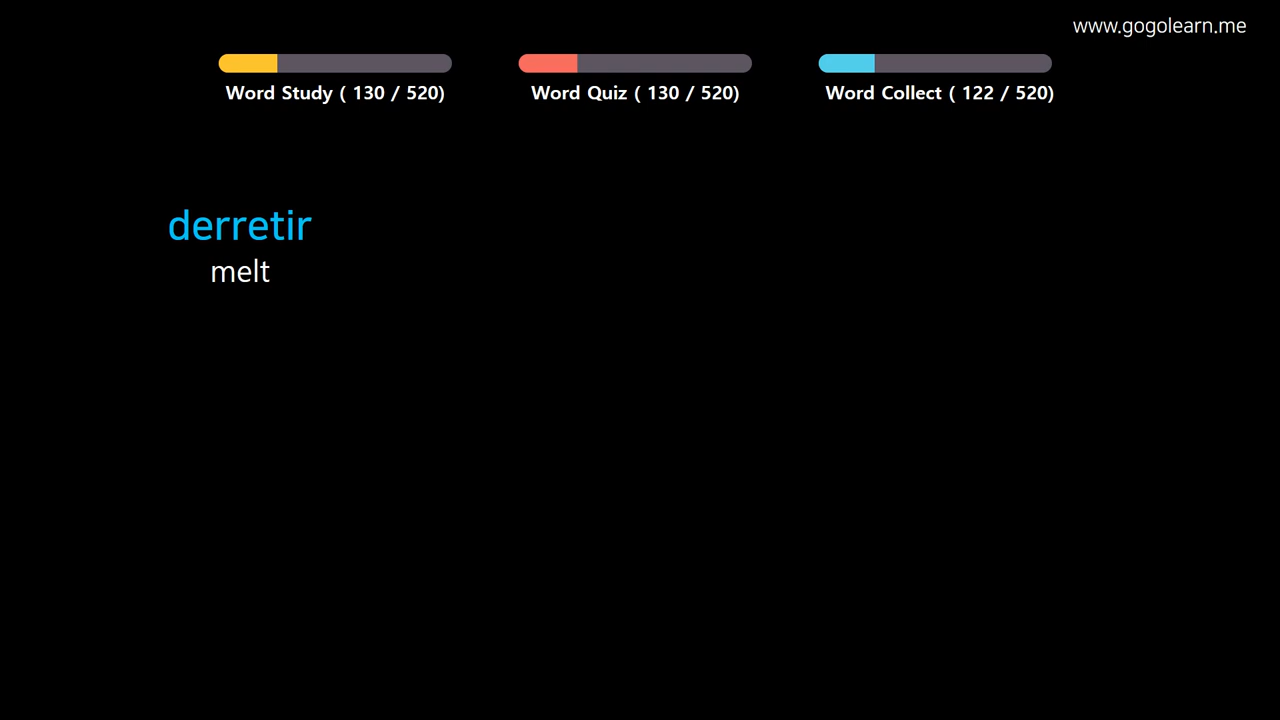 www.gogolearn.me
Word Study ( 130 / 520)
Word Quiz ( 130 / 520)
Word Collect ( 122 / 520)
derretir
melt